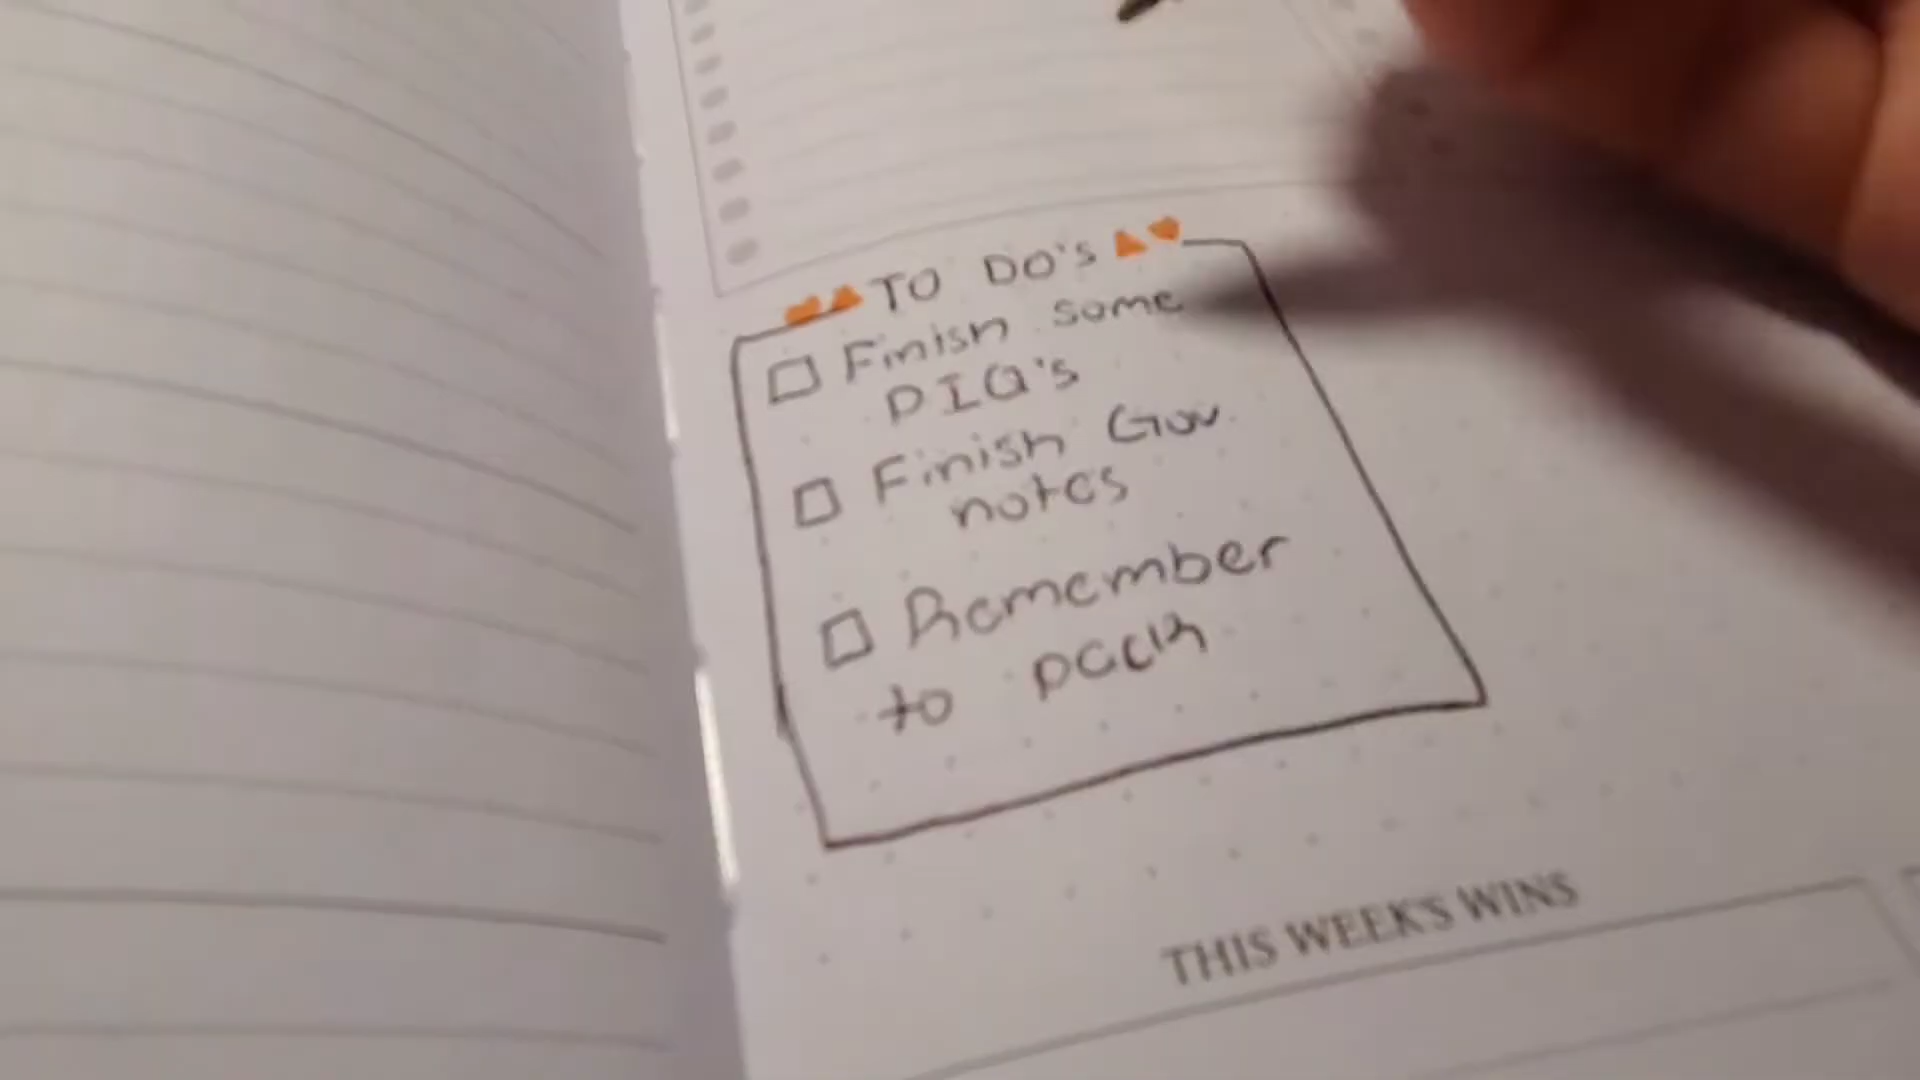 TO DO's
Finish some
PIQ's
Finish Gov.
notes
Remember
to pack
THIS WEEK'S WINS